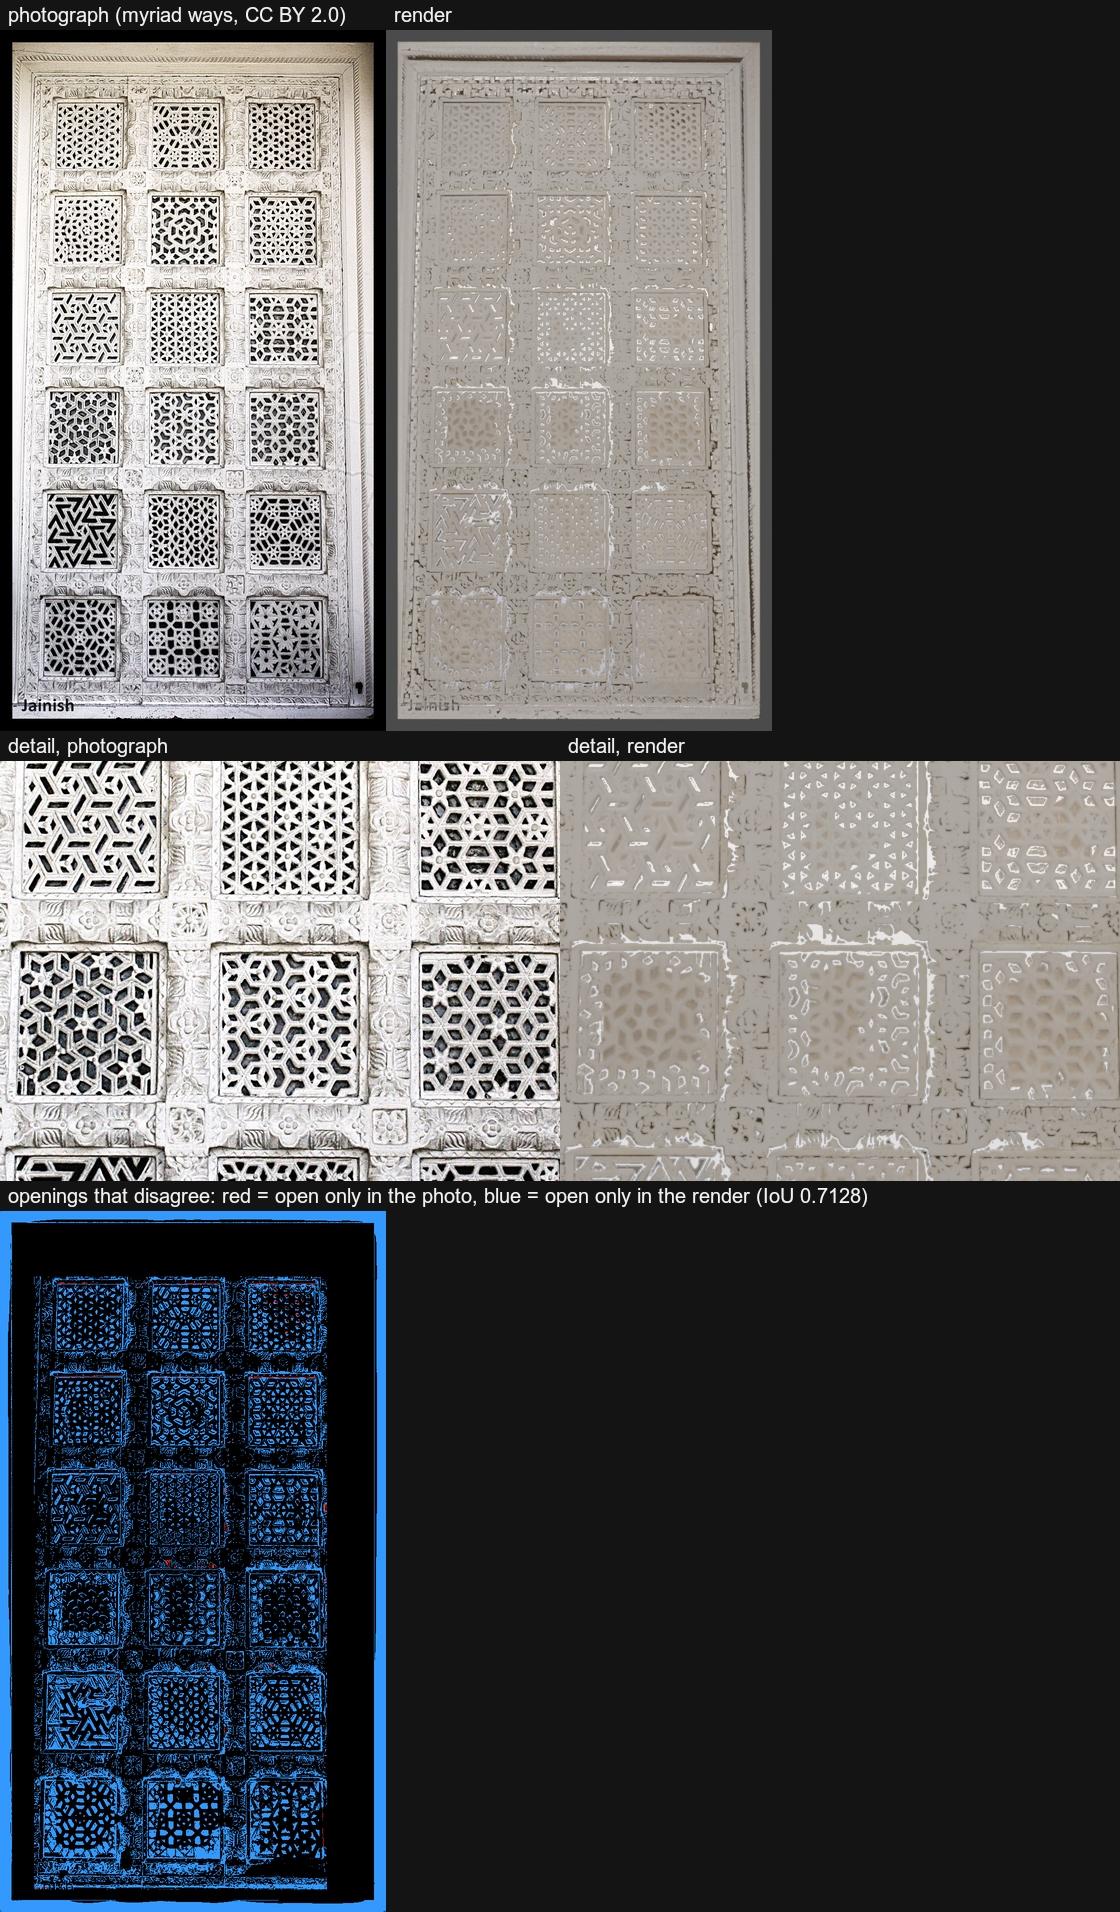 photograph (myriad ways, CC BY 2.0)
render
Jainish
Jainish
detail, photograph
detail, render
openings that disagree: red = open only in the photo, blue = open only in the render (IoU 0.7128)